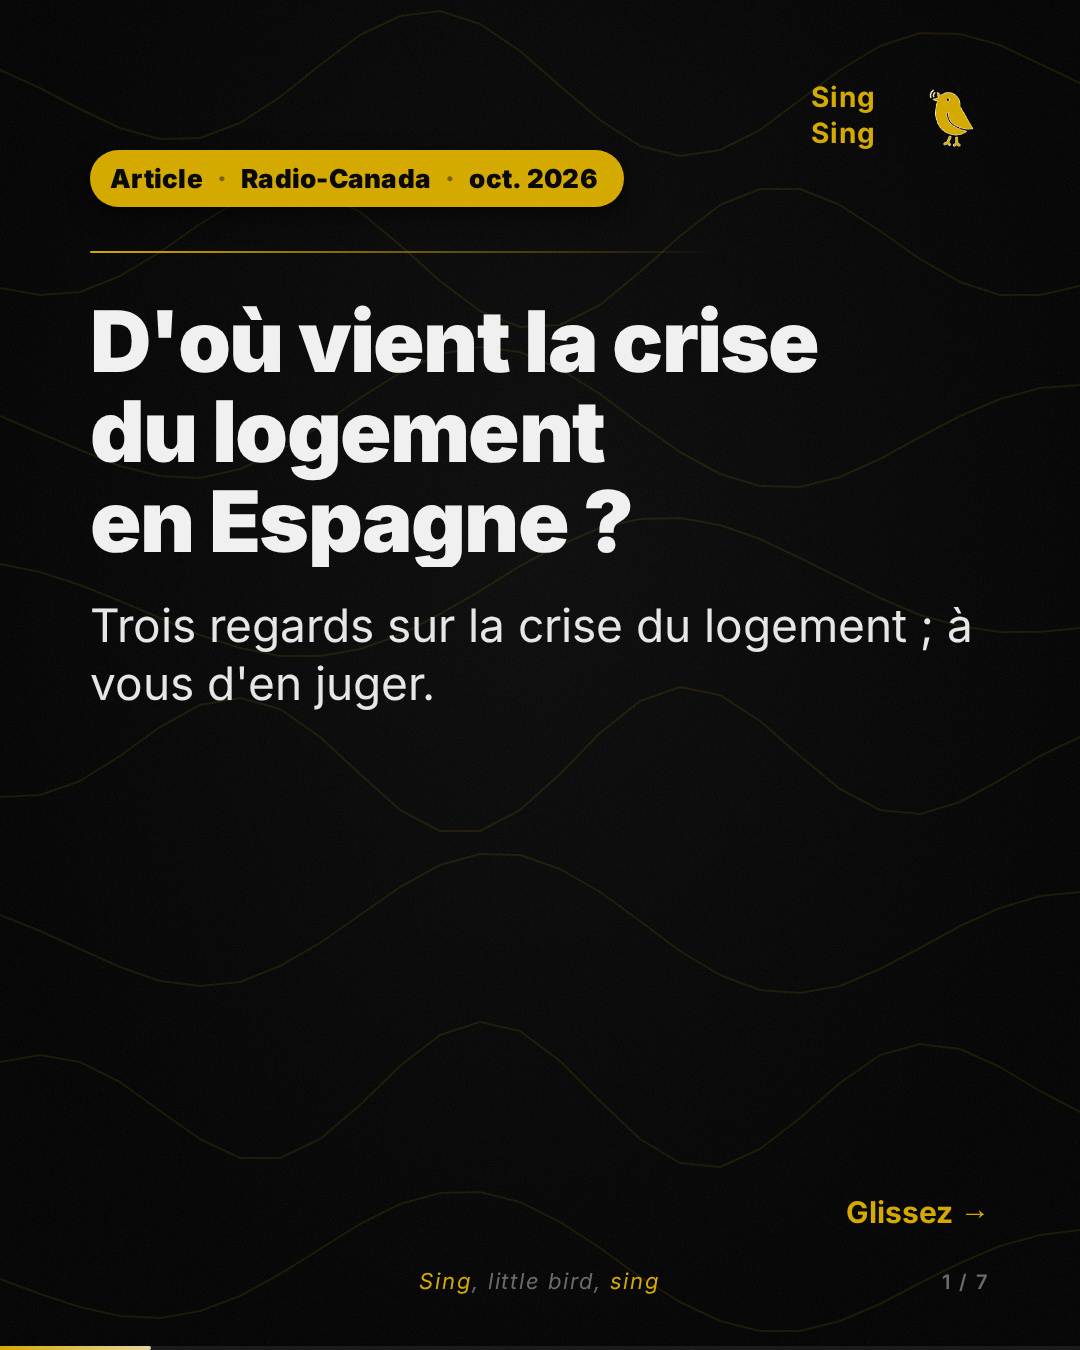 Sing
Sing
Article · Radio-Canada · oct. 2026
D'où vient la crise
du logement
en Espagne ?
Trois regards sur la crise du logement ; à
vous d'en juger.
Glissez →
Sing, little bird, sing
1 / 7